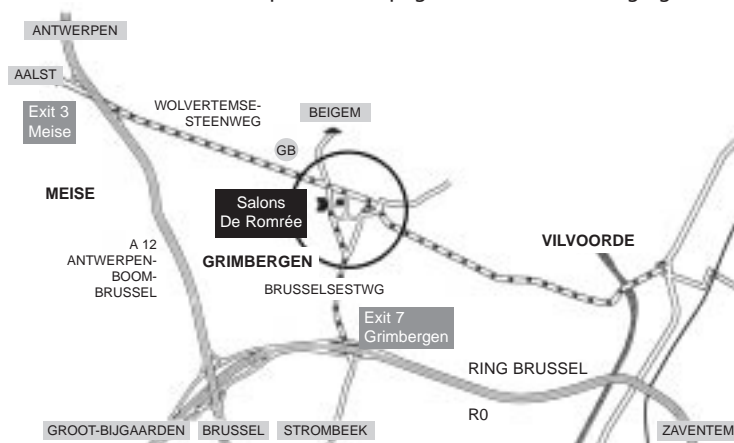 ANTWERPEN
AALST
Exit 3
Meise
WOLVERTEMSE-
STEENWEG
BEIGEM
GB
MEISE
Salons
De Romrée
A 12
ANTWERPEN-
BOOM-
BRUSSEL
GRIMBERGEN
VILVOORDE
BRUSSELSESTWG
Exit 7
Grimbergen
RING BRUSSEL
R0
GROOT-BIJGAARDEN
BRUSSEL
STROMBEEK
ZAVENTEM